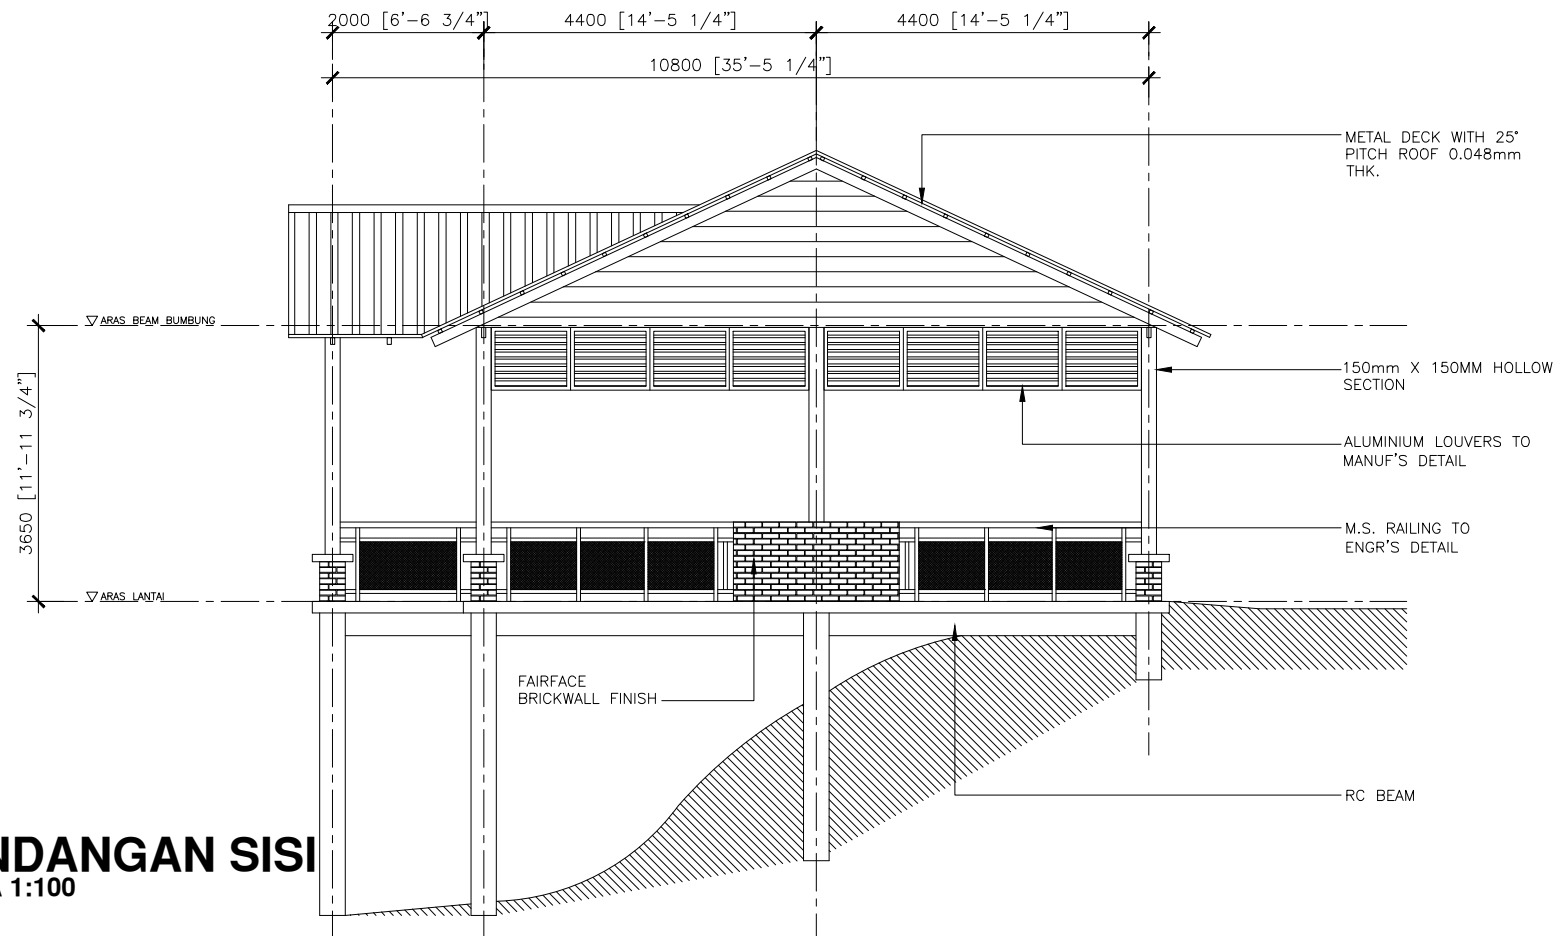 2000 [6'-6 3/4"]
4400 [14'-5 1/4"]
4400 [14'-5 1/4"]
10800 [35'-5 1/4"]
METAL DECK WITH 25°
PITCH ROOF 0.048mm
THK.
ARAS BEAM BUMBUNG
150mm X 150MM HOLLOW
SECTION
3650 [11'-11 3/4"]
ALUMINIUM LOUVERS TO
MANUF'S DETAIL
M.S. RAILING TO
ENGR'S DETAIL
ARAS LANTAI
FAIRFACE
BRICKWALL FINISH
RC BEAM
NDANGAN SISI
A 1:100